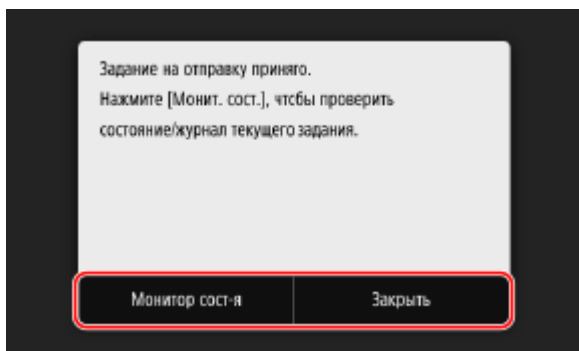 Задание на отправку принято.
Нажмите [Монит. сост.], чтобы проверить
состояние/журнал текущего задания.
Монитор сост-я
Закрыть